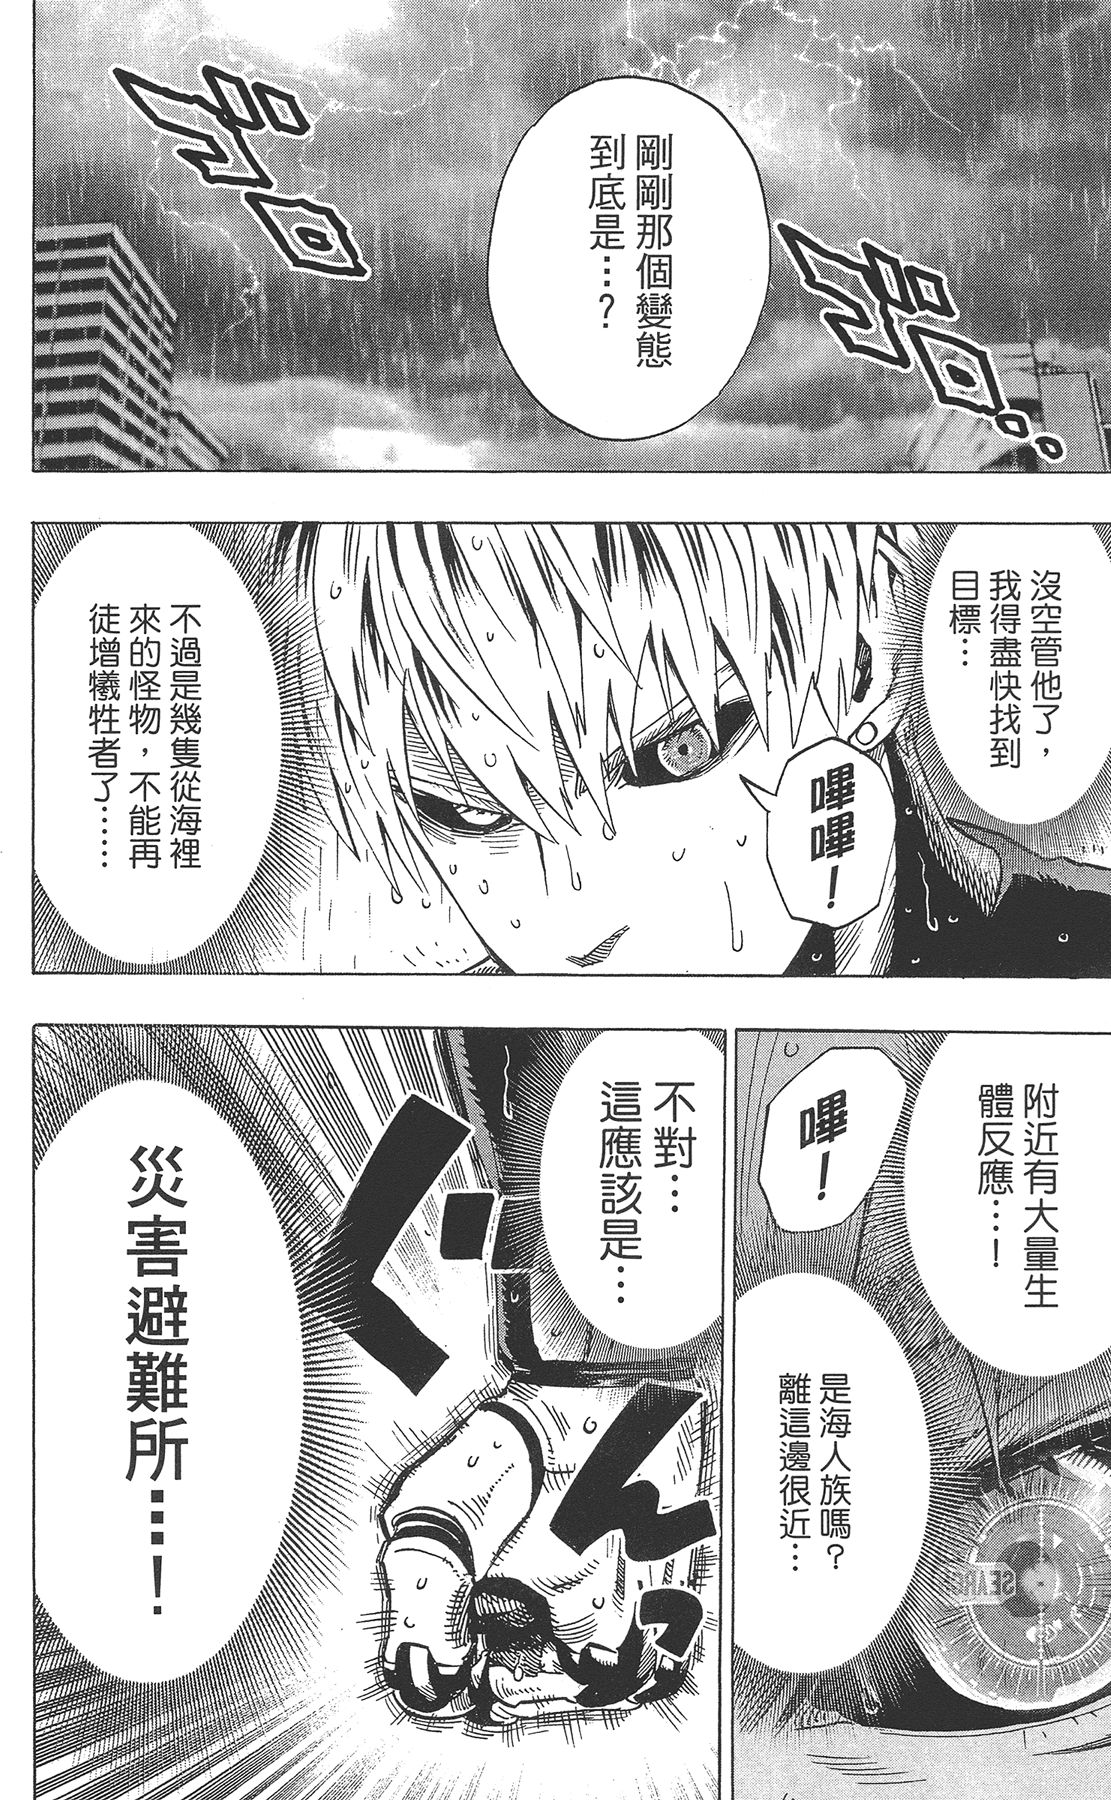 剛剛那個變態
到底是…?
ゴロ
ゴロ。。。
沒空管他了，
我得盡快找到
目標…
嗶
嗶！
不過是幾隻從海裡
來的怪物，不能再
徒增犧牲者了……
附近有大量生
體反應…！
嗶！
是海人族嗎？
離這邊很近…
不對…
這應該是…
災害避難所…！